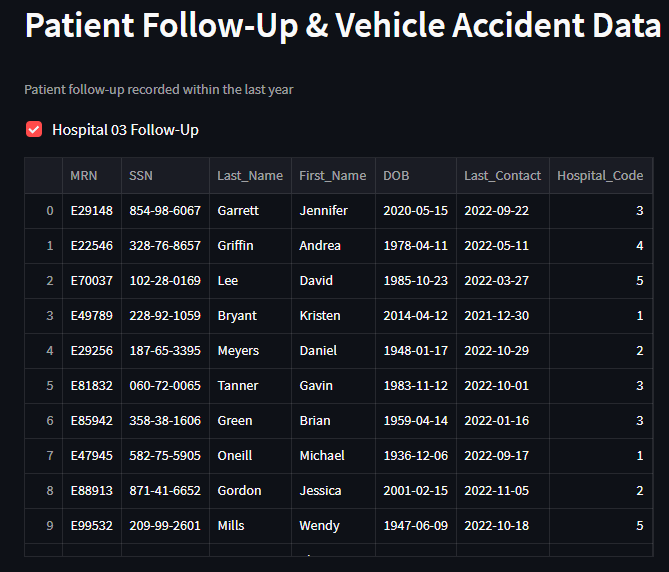 Patient Follow-Up & Vehicle Accident Data
Patient follow-up recorded within the last year
Hospital 03 Follow-Up
MRN SSN Last_Name First_Name DOB Last_Contact Hospital_Code
0 E29148 854-98-6067 Garrett Jennifer 2020-05-15 2022-09-22 3
1 E22546 328-76-8657 Griffin Andrea 1978-04-11 2022-05-11 4
2 E70037 102-28-0169 Lee David 1985-10-23 2022-03-27 5
3 E49789 228-92-1059 Bryant Kristen 2014-04-12 2021-12-30 1
4 E29256 187-65-3395 Meyers Daniel 1948-01-17 2022-10-29 2
5 E81832 060-72-0065 Tanner Gavin 1983-11-12 2022-10-01 3
6 E85942 358-38-1606 Green Brian 1959-04-14 2022-01-16 3
7 E47945 582-75-5905 Oneill Michael 1936-12-06 2022-09-17 1
8 E88913 871-41-6652 Gordon Jessica 2001-02-15 2022-11-05 2
9 E99532 209-99-2601 Mills Wendy 1947-06-09 2022-10-18 5